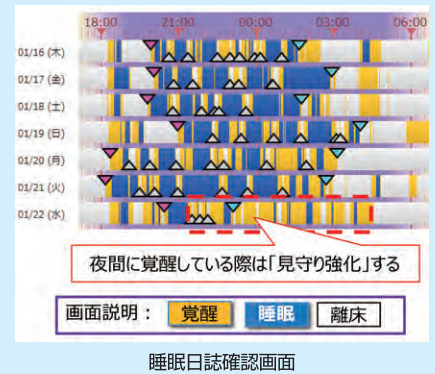 18:00 21:00 00:00 03:00 06:00
01/16 (木)
01/17 (金)
01/18 (土)
01/19 (日)
01/20 (月)
01/21 (火)
01/22 (水)
夜間に覚醒している際は「見守り強化」する
画面説明： 覚醒 睡眠 離床
睡眠日誌確認画面